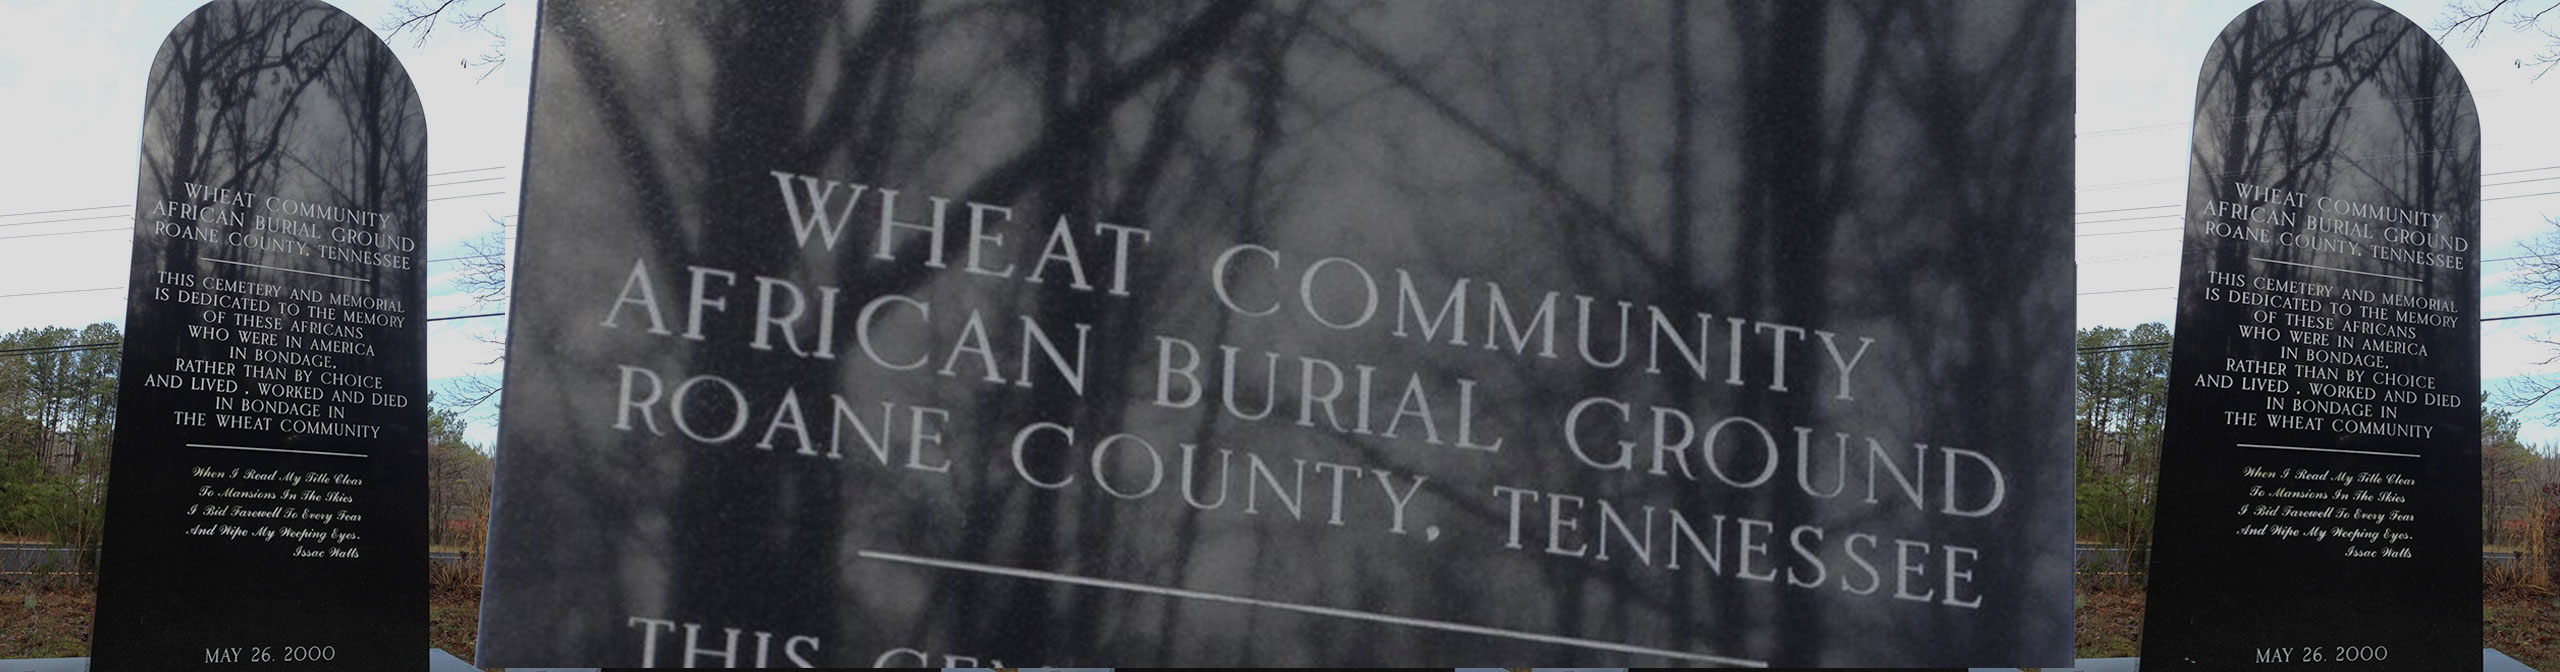 WHEAT COMMUNITY
AFRICAN BURIAL GROUND
ROANE COUNTY, TENNESSEE
THIS CEMETERY AND MEMORIAL
IS DEDICATED TO THE MEMORY
OF THESE AFRICANS
WHO WERE IN AMERICA
IN BONDAGE,
RATHER THAN BY CHOICE
AND LIVED , WORKED AND DIED
IN BONDAGE IN
THE WHEAT COMMUNITY
When I Read My Title Clear
To Mansions In The Skies
I Bid Farewell To Every Fear
And Wipe My Weeping Eyes.
Issac Watts
MAY 26. 2000
WHEAT COMMUNITY
AFRICAN BURIAL GROUND
ROANE COUNTY, TENNESSEE
THIS
WHEAT COMMUNITY
AFRICAN BURIAL GROUND
ROANE COUNTY, TENNESSEE
THIS CEMETERY AND MEMORIAL
IS DEDICATED TO THE MEMORY
OF THESE AFRICANS
WHO WERE IN AMERICA
IN BONDAGE,
RATHER THAN BY CHOICE
AND LIVED , WORKED AND DIED
IN BONDAGE IN
THE WHEAT COMMUNITY
When I Read My Title Clear
To Mansions In The Skies
I Bid Farewell To Every Fear
And Wipe My Weeping Eyes.
Issac Watts
MAY 26. 2000